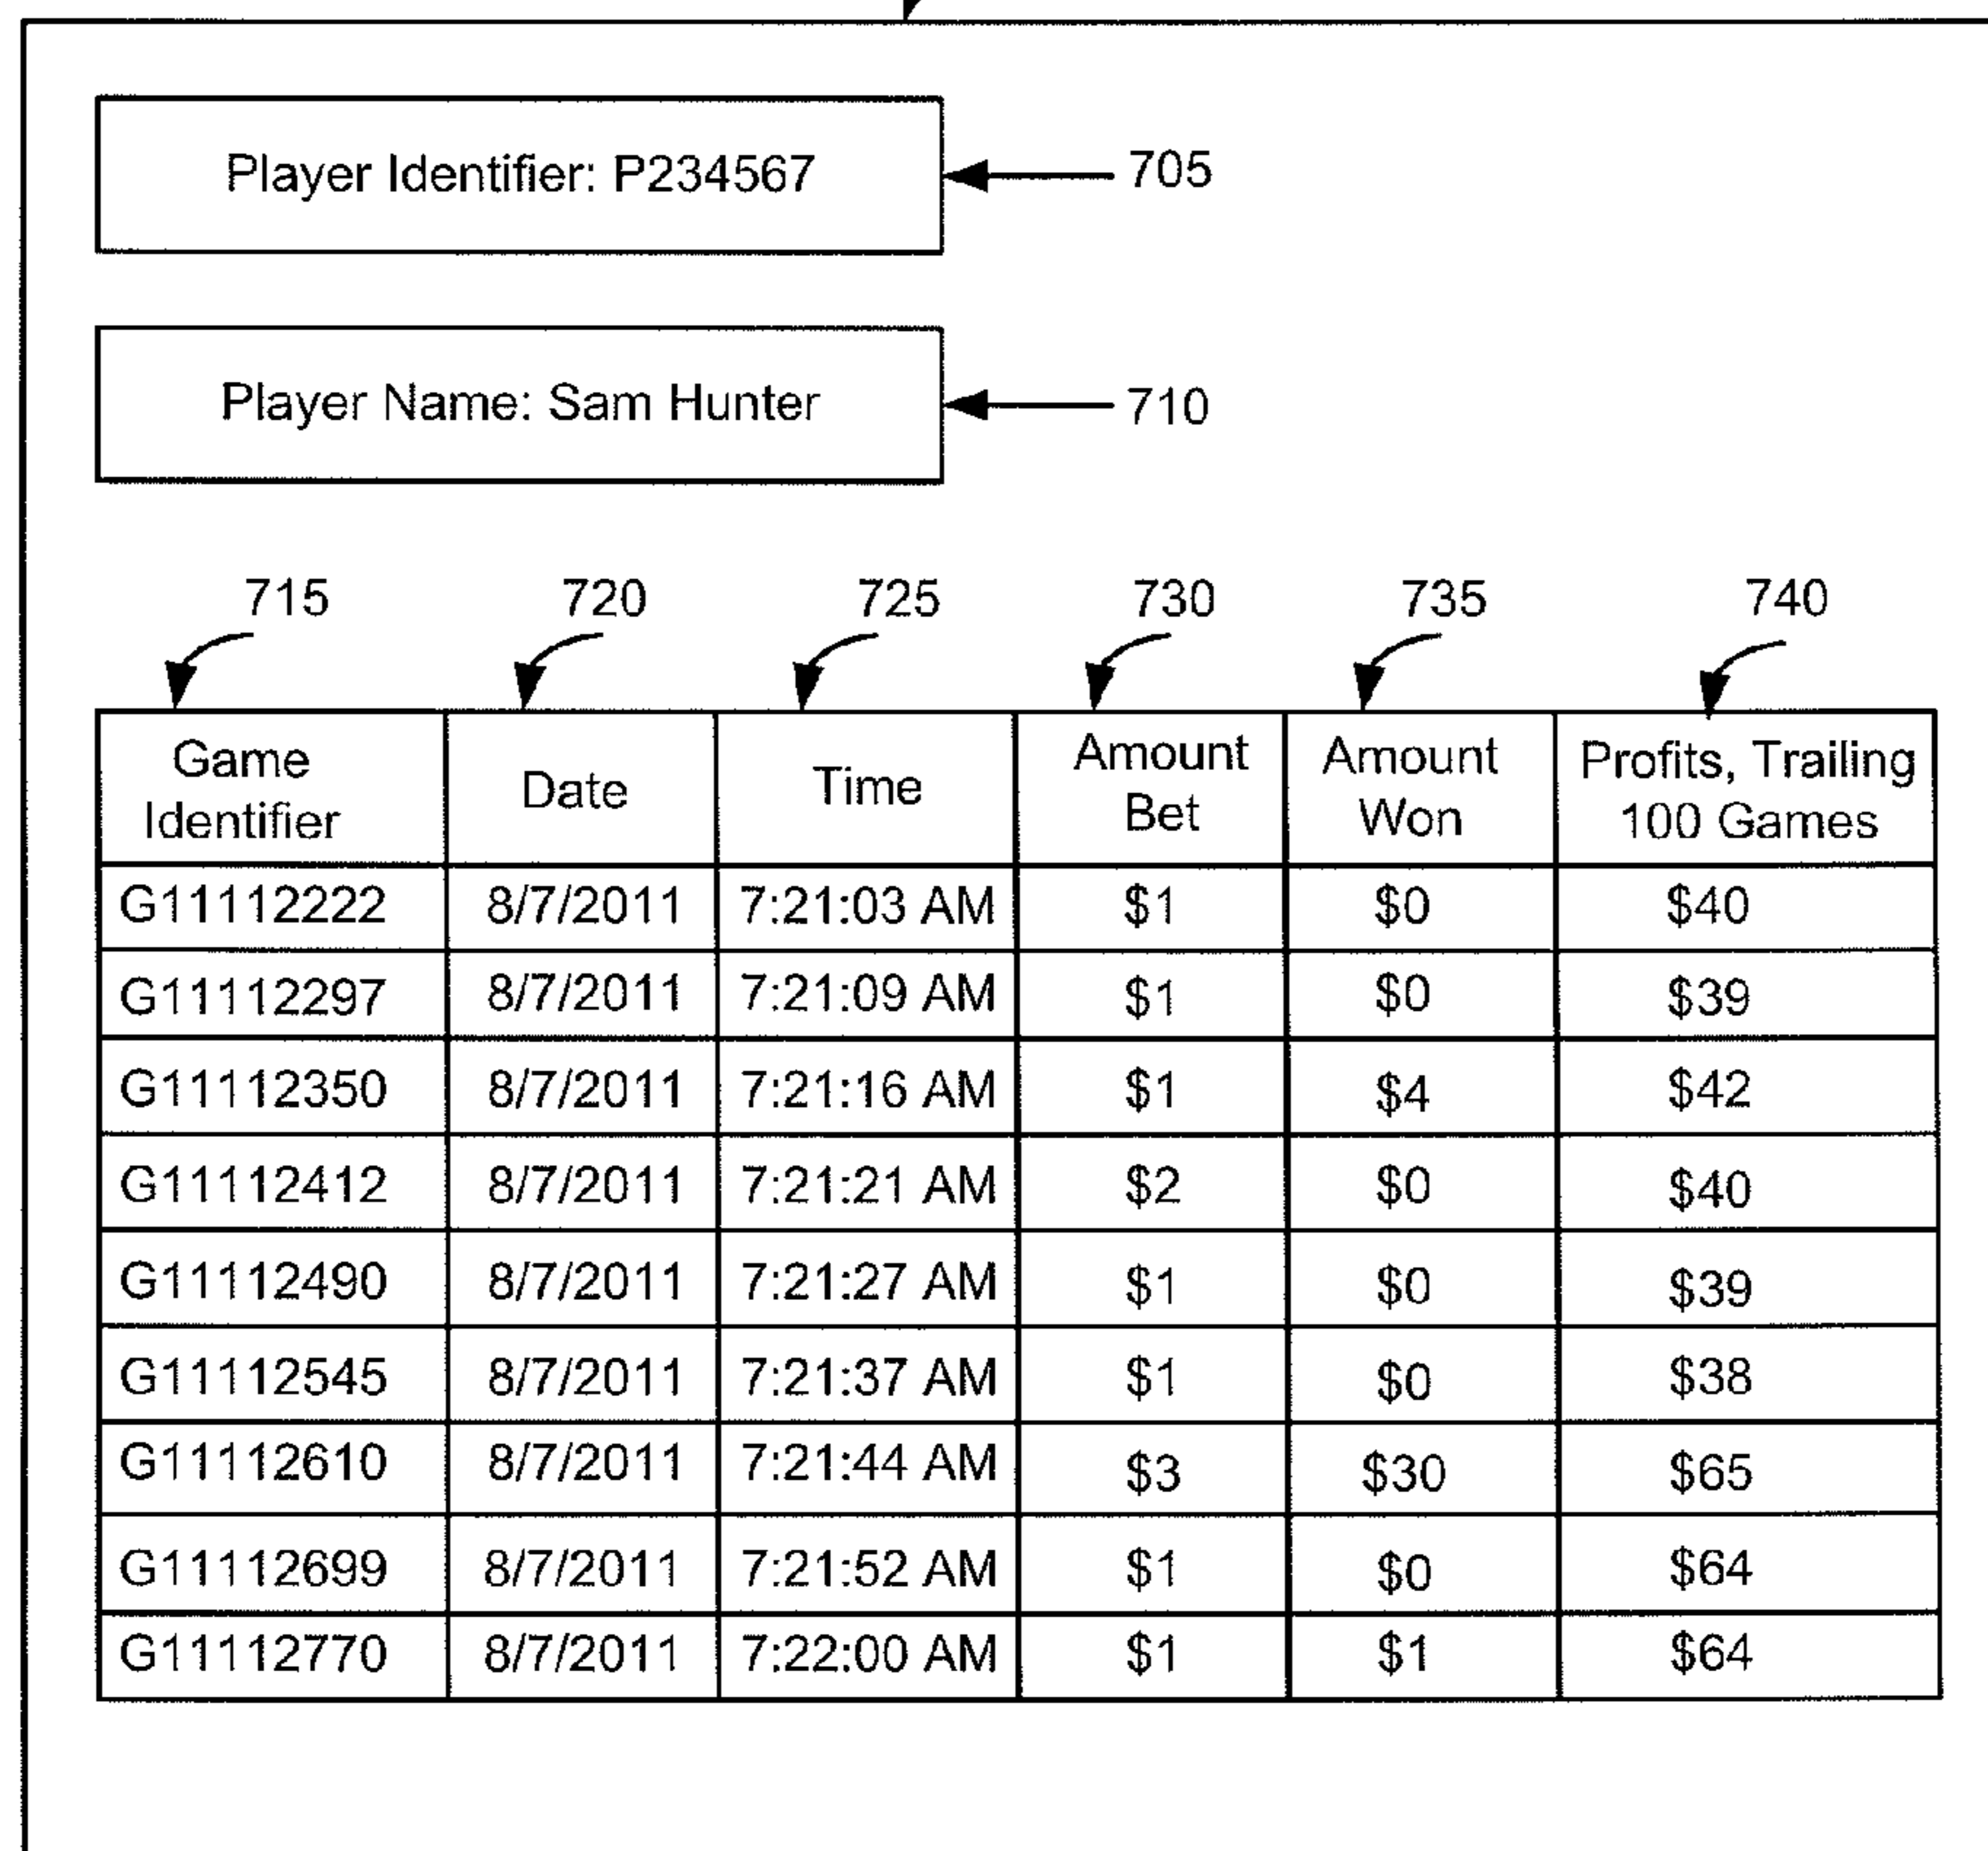 Player Identifier: P234567
705
Player Name: Sam Hunter
710
715 720 725 730 735 740
Game Identifier Date Time Amount Bet Amount Won Profits, Trailing 100 Games
G11112222 8/7/2011 7:21:03 AM $1 $0 $40
G11112297 8/7/2011 7:21:09 AM $1 $0 $39
G11112350 8/7/2011 7:21:16 AM $1 $4 $42
G11112412 8/7/2011 7:21:21 AM $2 $0 $40
G11112490 8/7/2011 7:21:27 AM $1 $0 $39
G11112545 8/7/2011 7:21:37 AM $1 $0 $38
G11112610 8/7/2011 7:21:44 AM $3 $30 $65
G11112699 8/7/2011 7:21:52 AM $1 $0 $64
G11112770 8/7/2011 7:22:00 AM $1 $1 $64